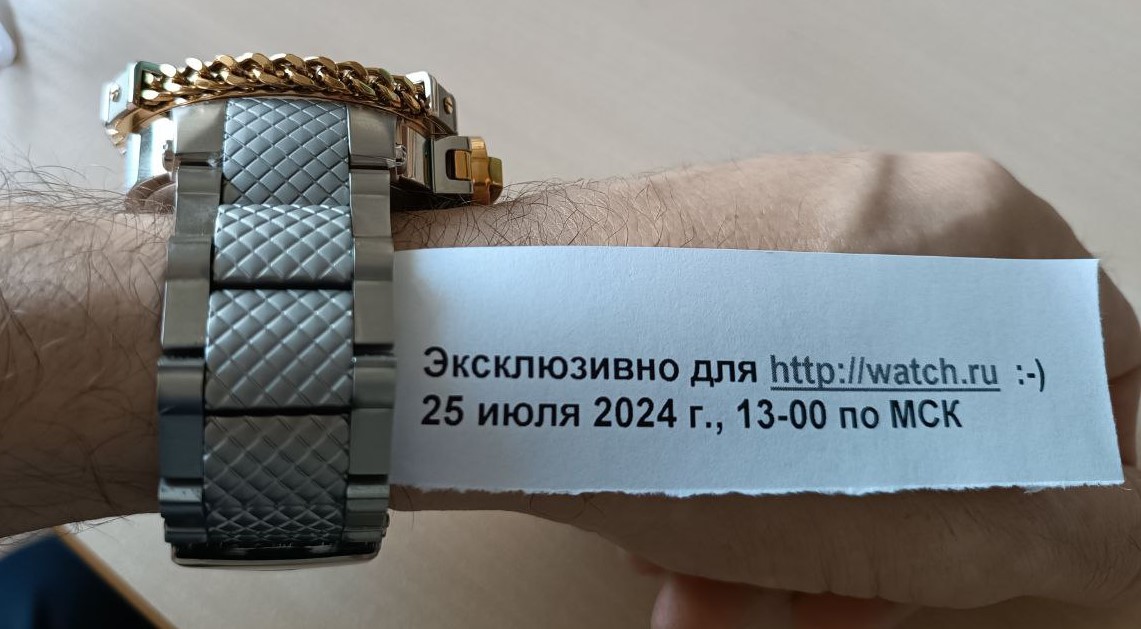 Эксклюзивно для http://watch.ru :-)
25 июля 2024 г., 13-00 по МСК